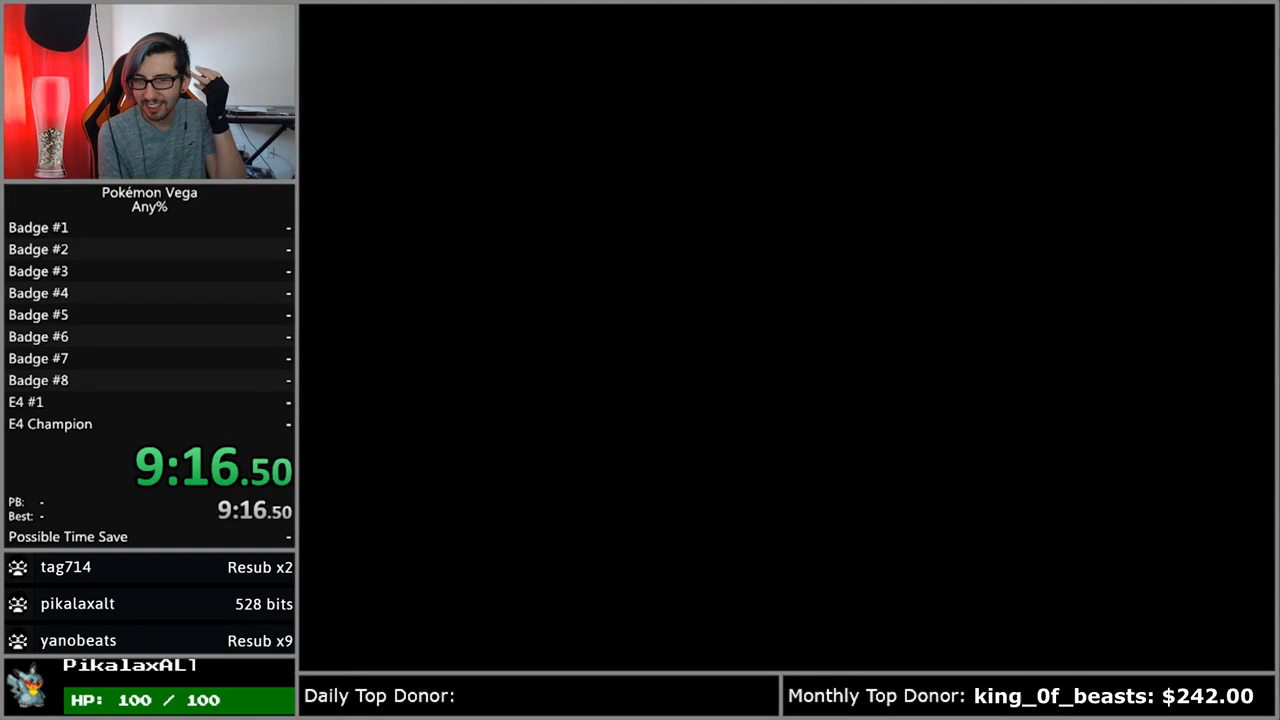 Pokémon Vega
Any%
Badge #1 -
Badge #2 -
Badge #3 -
Badge #4 -
Badge #5 -
Badge #6 -
Badge #7 -
Badge #8 -
E4 #1 -
E4 Champion -
9:16.50
PB: -
9:16.50
Best: -
Possible Time Save -
tag714 Resub x2
pikalaxalt 528 bits
yanobeats Resub x9
PikalaxALT
HP: 100 / 100
Daily Top Donor:
Monthly Top Donor: king_0f_beasts: $242.00